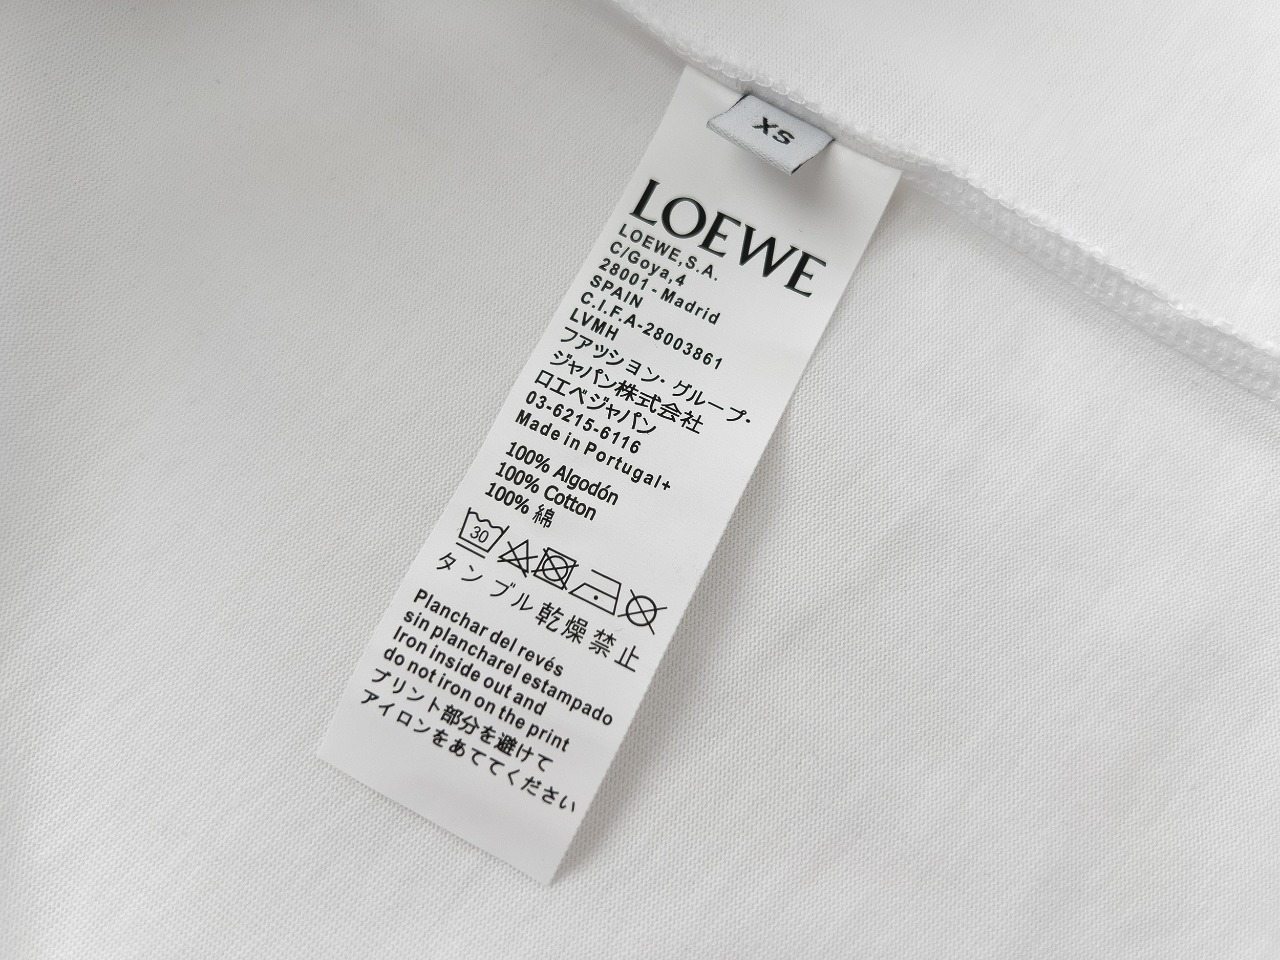 XS
LOEWE
LOEWE,S.A.
C/Goya,4
28001 - Madrid
SPAIN
C.I.F.A-28003861
LVMH
ファッション・グループ・
ジャパン株式会社
ロエベジャパン
03-6215-6116
Made in Portugal+
100% Algodón
100% Cotton
100% 綿
30
タンブル乾燥禁止
Planchar del revés
sin plancharel estampado
Iron inside out and
do not iron on the print
プリント部分を避けて
アイロンをあててください